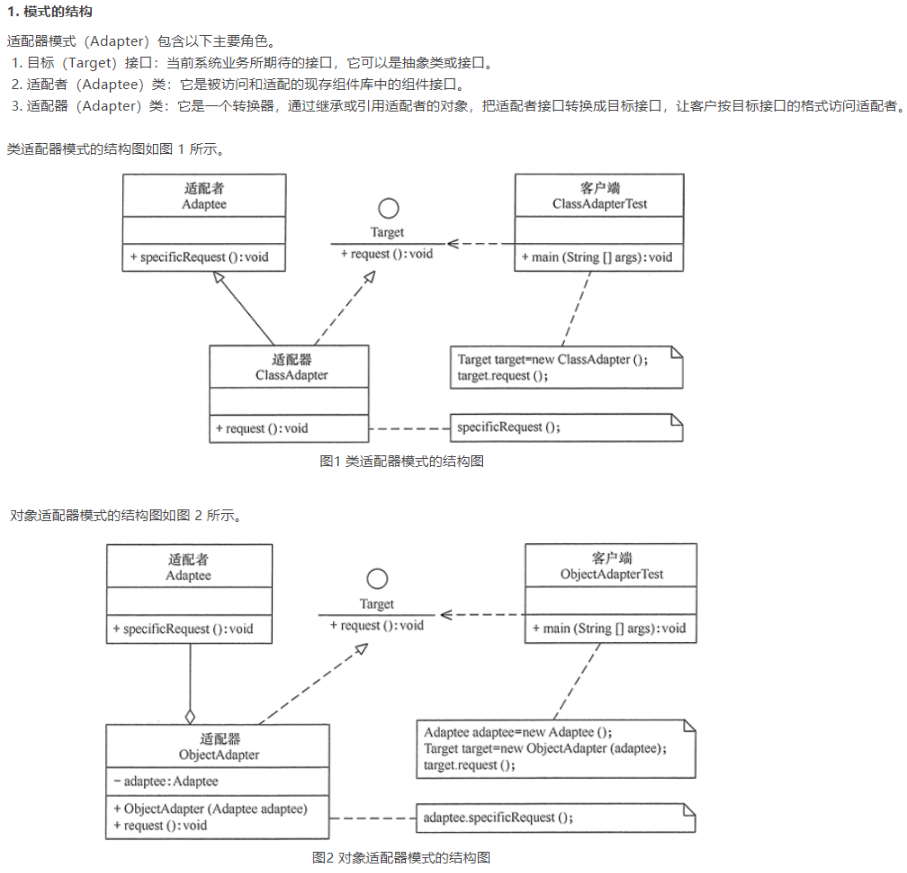 1. 模式的结构
适配器模式（Adapter）包含以下主要角色。
1. 目标（Target）接口：当前系统业务所期待的接口，它可以是抽象类或接口。
2. 适配者（Adaptee）类：它是被访问和适配的现存组件库中的组件接口。
3. 适配器（Adapter）类：它是一个转换器，通过继承或引用适配者的对象，把适配者接口转换成目标接口，让客户按目标接口的格式访问适配者。
类适配器模式的结构图如图 1 所示。
适配者
Adaptee
+ specificRequest ():void
Target
+ request ():void
客户端
ClassAdapterTest
+ main (String [] args):void
适配器
ClassAdapter
+ request ():void
Target target=new ClassAdapter ();
target.request ();
specificRequest ();
图1 类适配器模式的结构图
对象适配器模式的结构图如图 2 所示。
适配者
Adaptee
+ specificRequest ():void
Target
+ request ():void
客户端
ObjectAdapterTest
+ main (String [] args):void
适配器
ObjectAdapter
− adaptee:Adaptee
+ ObjectAdapter (Adaptee adaptee)
+ request ():void
Adaptee adaptee=new Adaptee ();
Target target=new ObjectAdapter (adaptee);
target.request ();
adaptee.specificRequest ();
图2 对象适配器模式的结构图